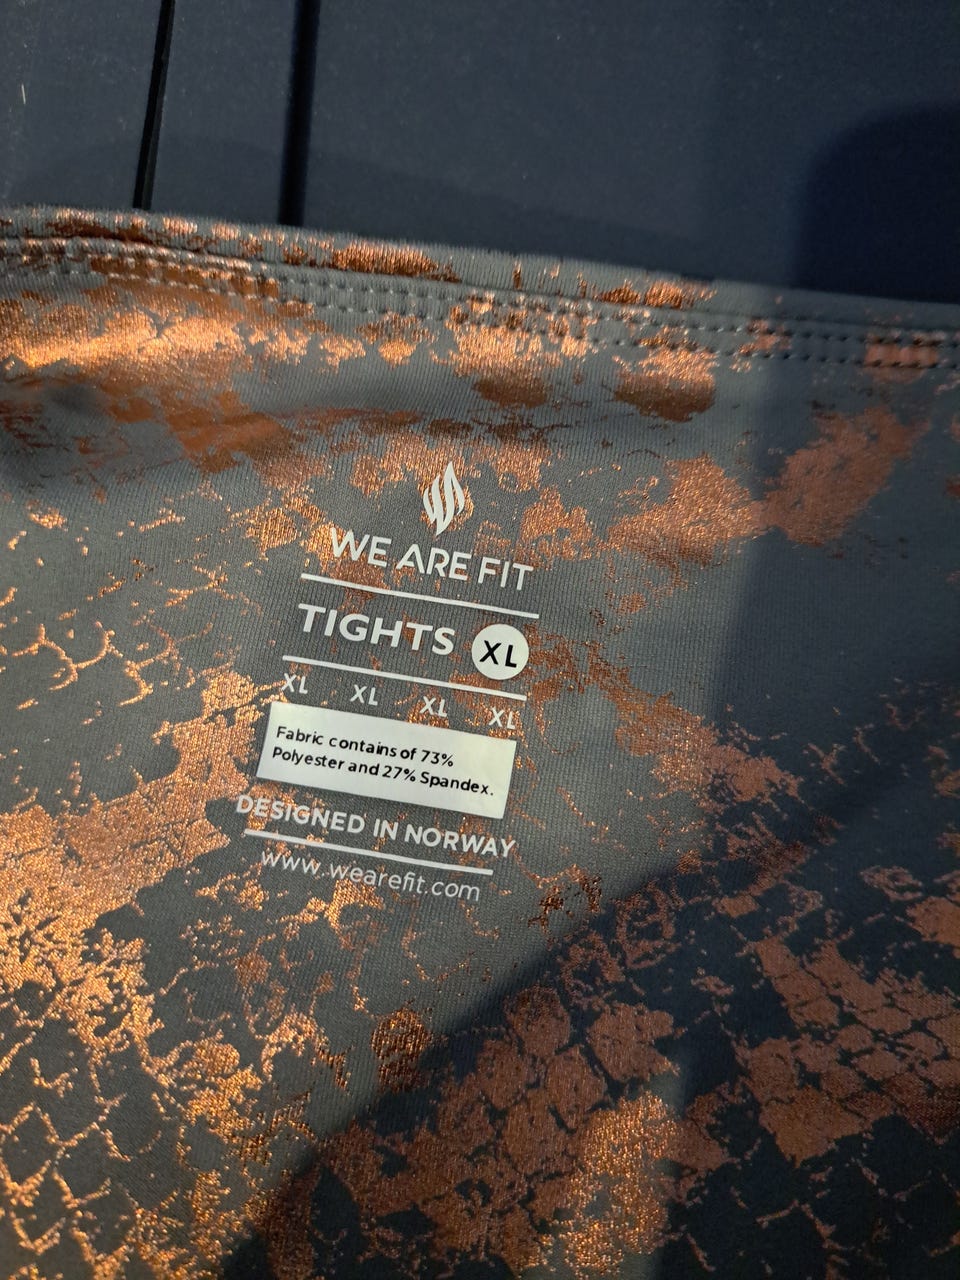 WE ARE FIT
TIGHTS XL
XL XL XL XL
Fabric contains of 73%
Polyester and 27% Spandex.
DESIGNED IN NORWAY
www.wearefit.com